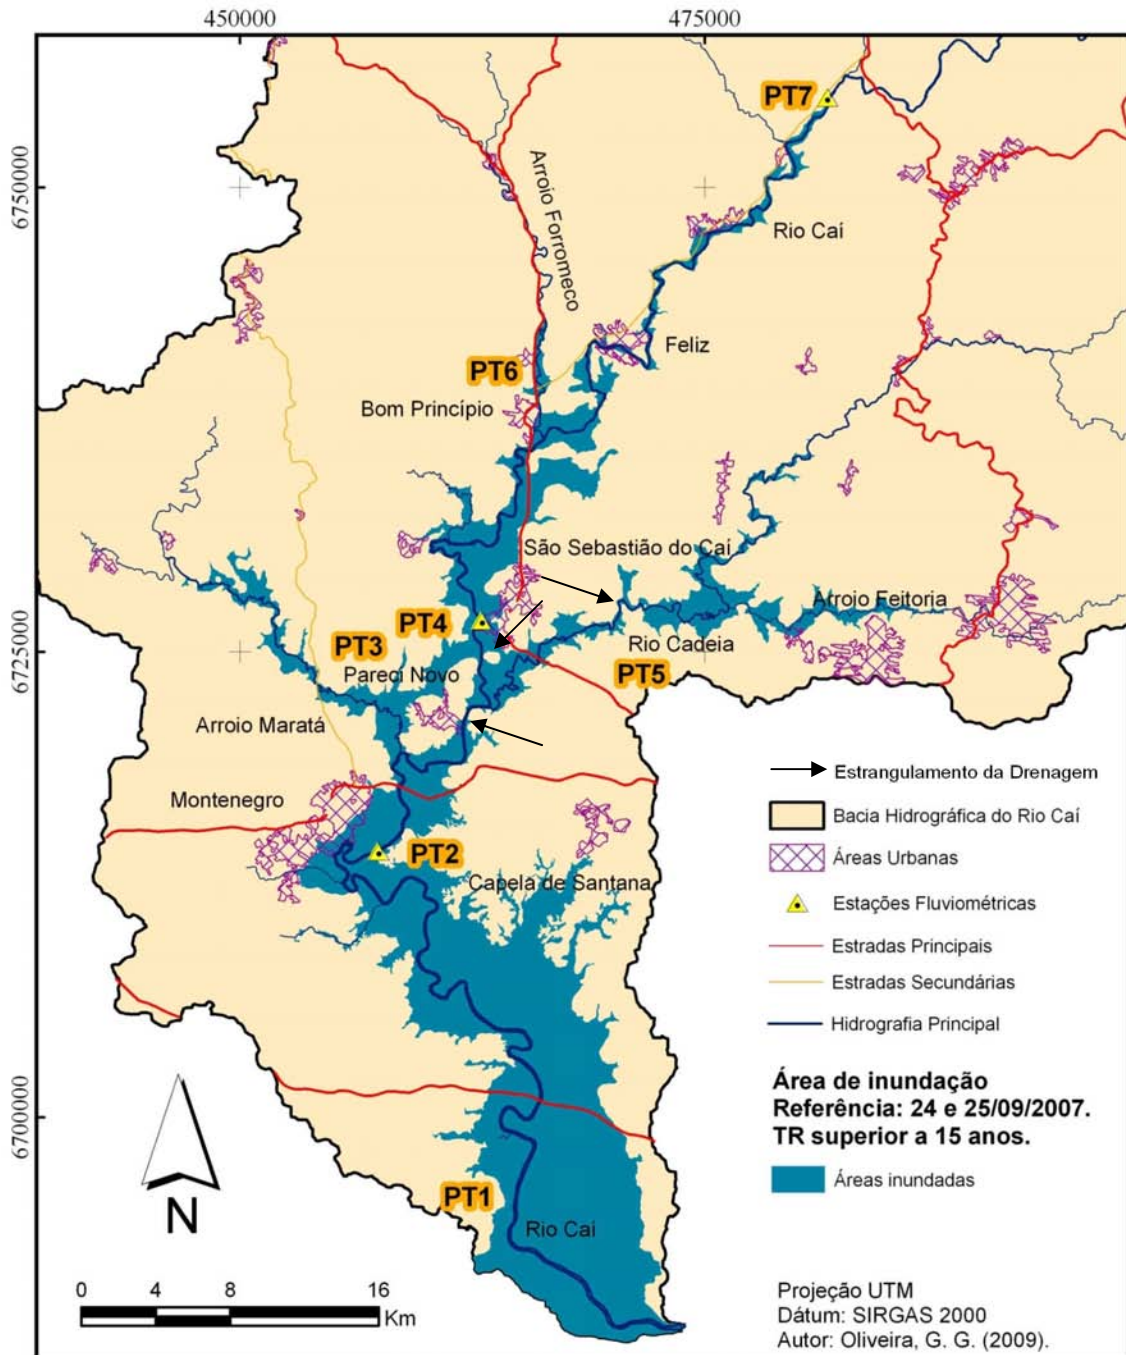 450000
475000
PT7
6750000
Arroio Forromeco
Rio Caí
Feliz
PT6
Bom Princípio
São Sebastião do Caí
Arroio Feitoria
PT4
PT3
Rio Cadeia
6725000
Pareci Novo
PT5
Arroio Maratá
Montenegro
PT2
Capela de Santana
Estrangulamento da Drenagem
Bacia Hidrográfica do Rio Caí
Áreas Urbanas
Estações Fluviométricas
Estradas Principais
Estradas Secundárias
Hidrografia Principal
Área de inundação
Referência: 24 e 25/09/2007.
TR superior a 15 anos.
Áreas inundadas
6700000
PT1
N
Rio Caí
0 4 8 16
Km
Projeção UTM
Dátum: SIRGAS 2000
Autor: Oliveira, G. G. (2009).